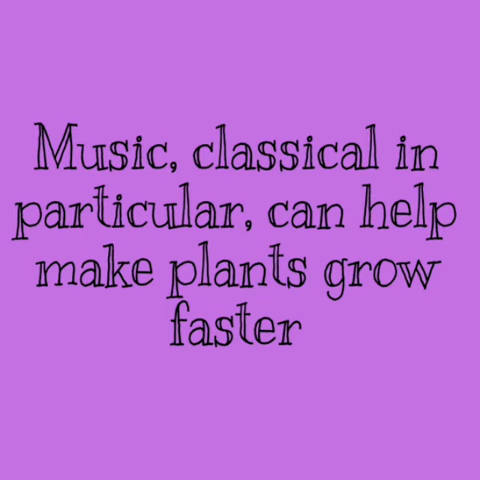 Music, classical in
particular, can help
make plants grow
faster